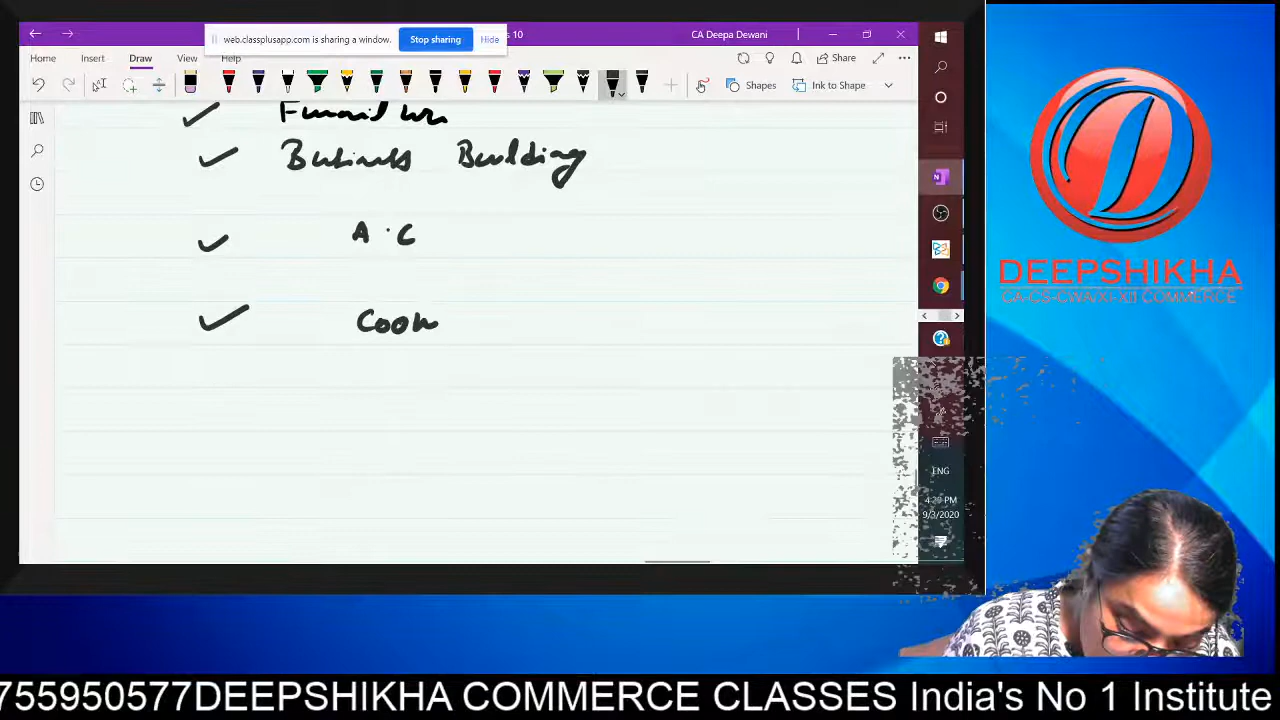 web.classplusapp.com is sharing a window. Stop sharing Hide
s 10
CA Deepa Dewani
Home Insert Draw View Help
Share
Shapes Ink to Shape
Business Building
A.C
ENG
4:20 PM
9/3/2020
DEEPSHIKHA
CA-CS-CWA/XI-XII COMMERCE
755950577DEEPSHIKHA COMMERCE CLASSES India's No 1 Institute